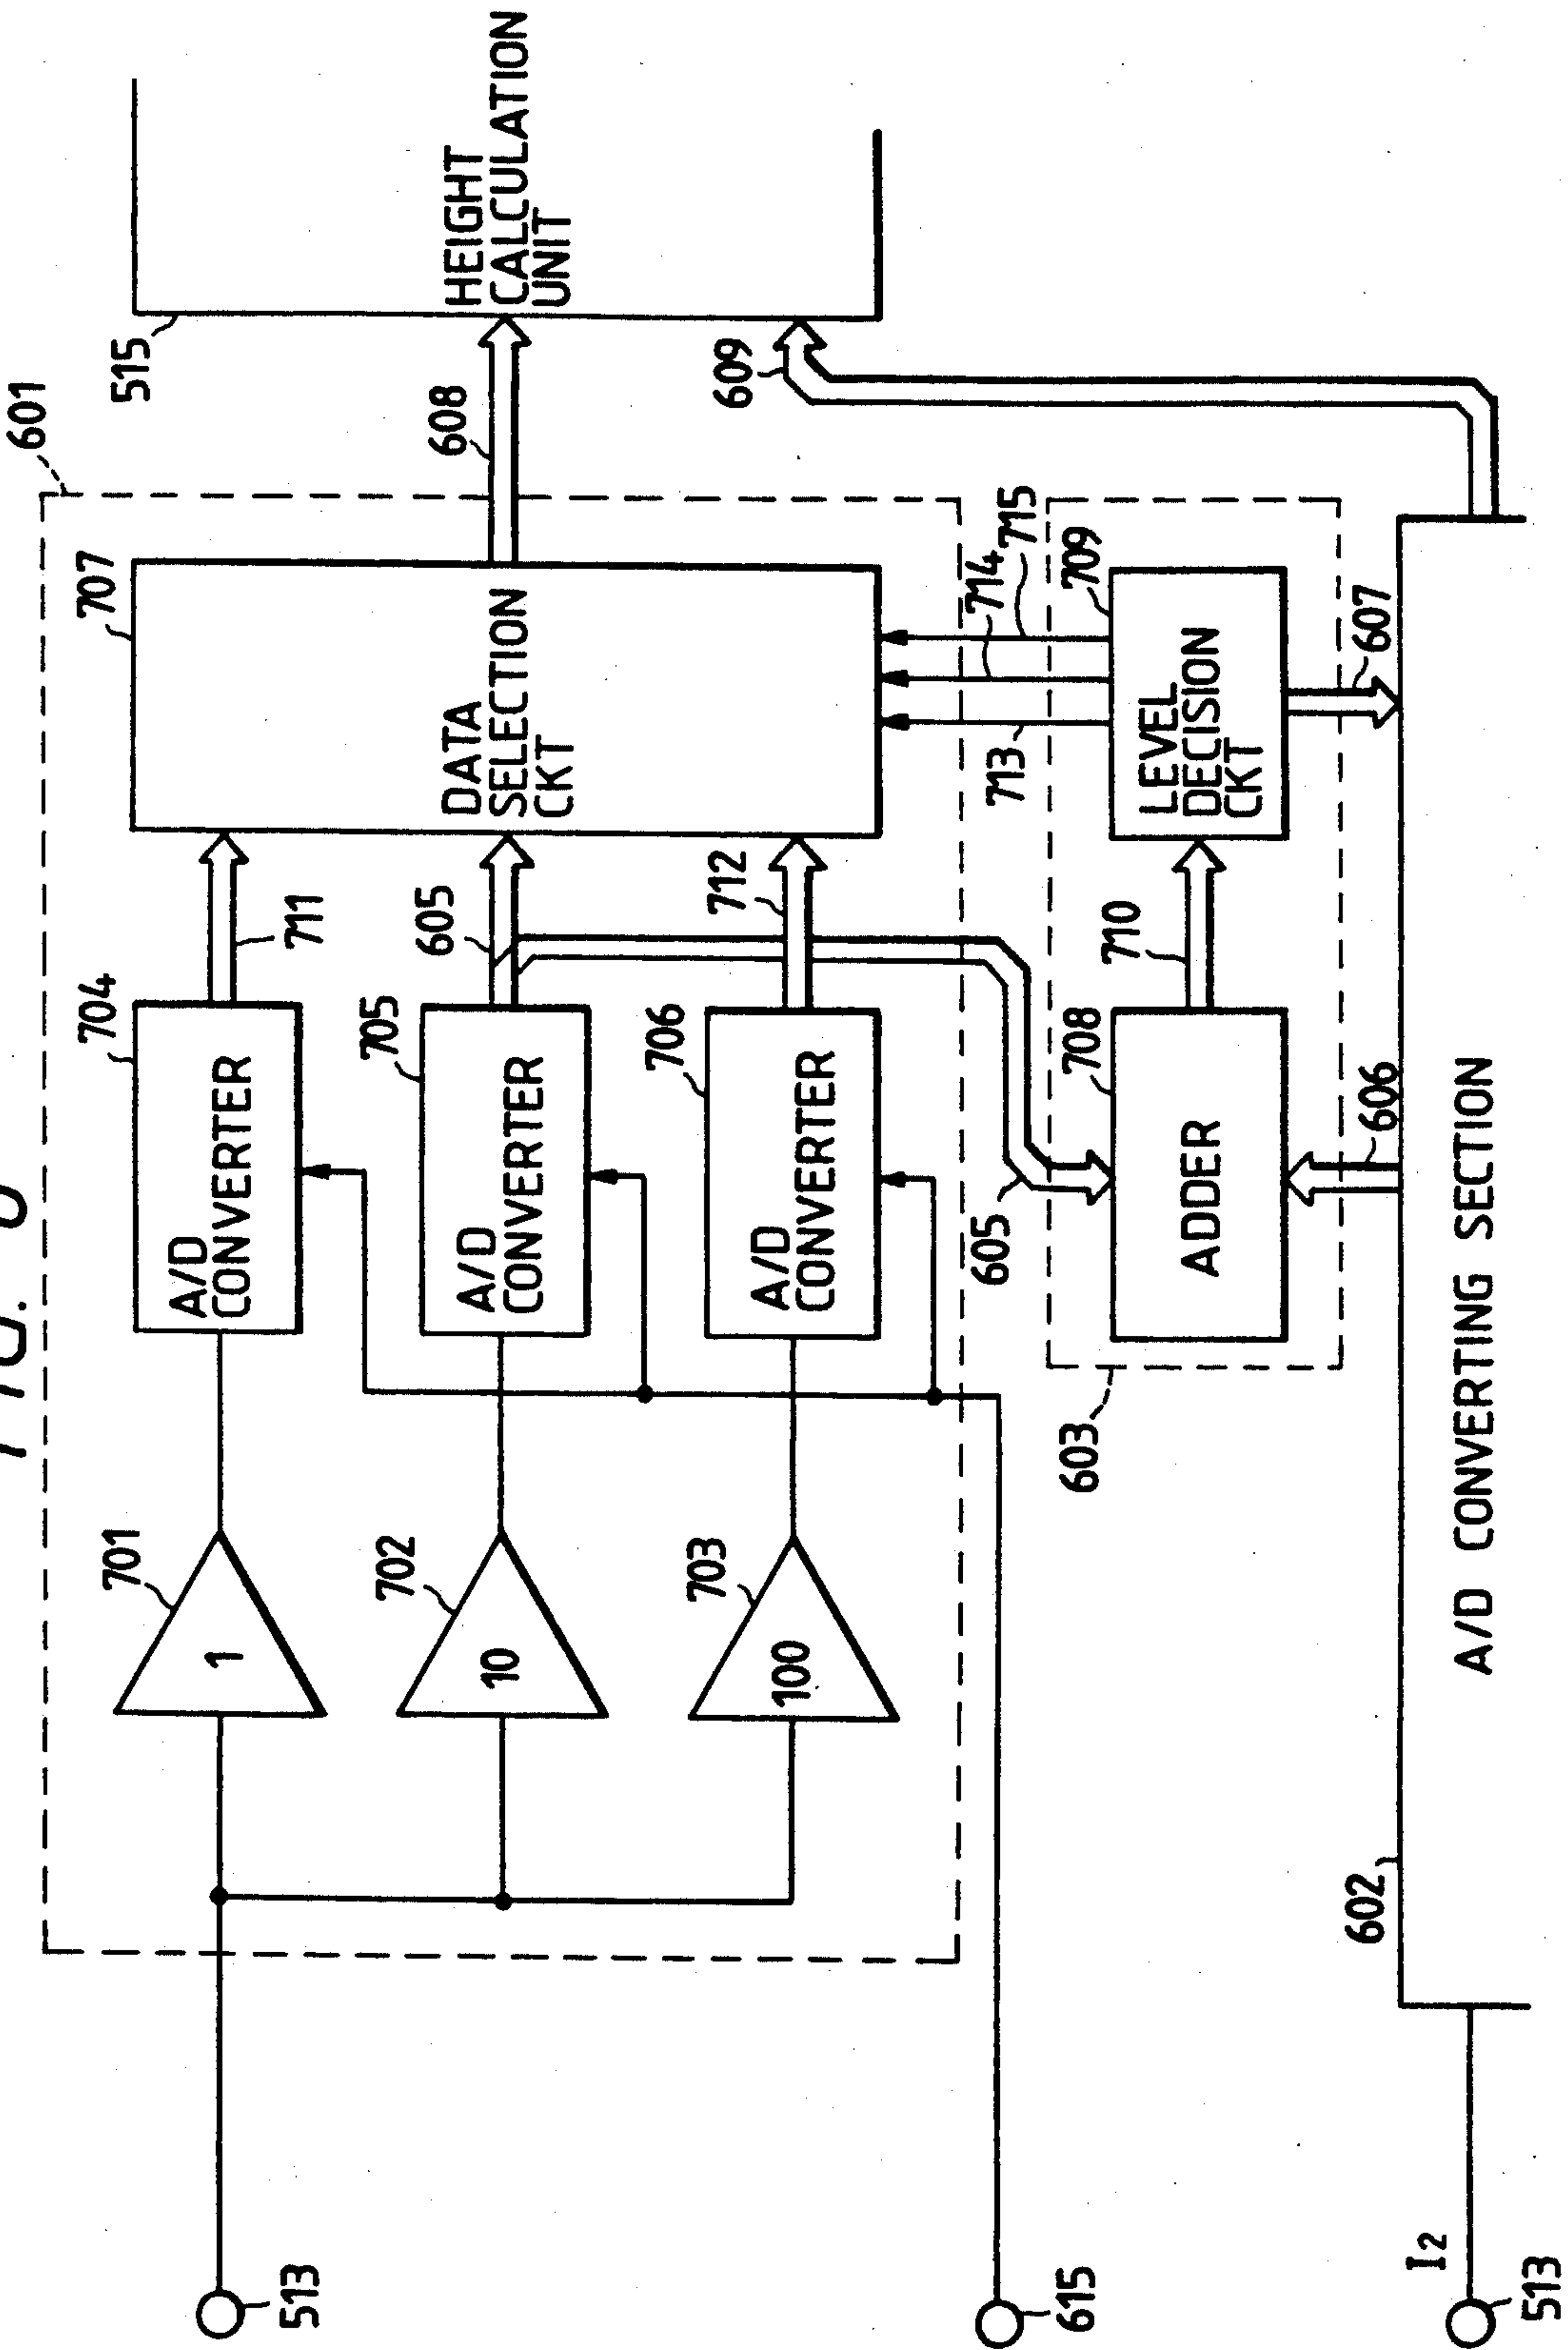 601
515
HEIGHT
CALCULATION
UNIT
608
609
707
DATA
SELECTION
CKT
704
A/D
CONVERTER
711
705
A/D
CONVERTER
605
706
A/D
CONVERTER
712
701
1
702
10
703
100
513
615
605
713
714
715
603
708
ADDER
710
709
LEVEL
DECISION
CKT
606
607
602
A/D CONVERTING SECTION
I2
513